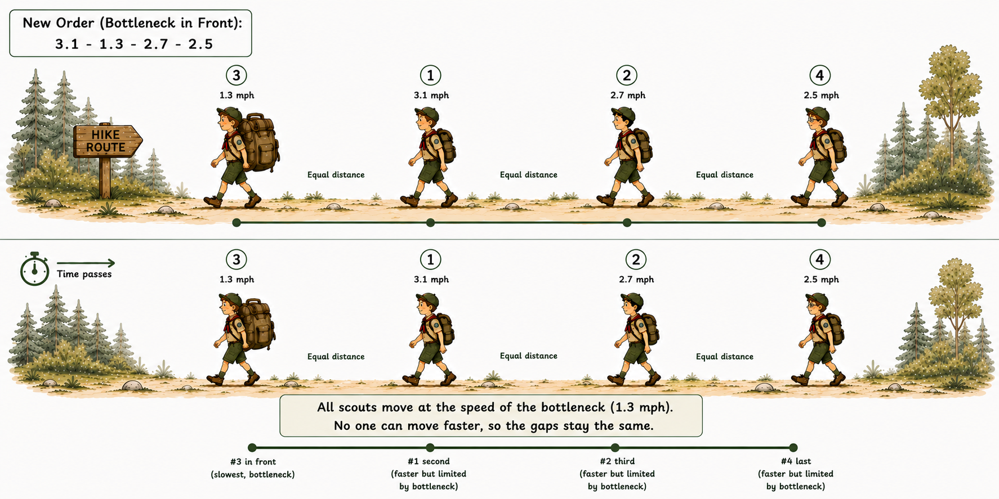 New Order (Bottleneck in Front):
3.1 - 1.3 - 2.7 - 2.5
3
1.3 mph
1
3.1 mph
2
2.7 mph
4
2.5 mph
HIKE
ROUTE
Equal distance
Equal distance
Equal distance
Time passes
3
1.3 mph
1
3.1 mph
2
2.7 mph
4
2.5 mph
Equal distance
Equal distance
Equal distance
All scouts move at the speed of the bottleneck (1.3 mph).
No one can move faster, so the gaps stay the same.
#3 in front
(slowest, bottleneck)
#1 second
(faster but limited
by bottleneck)
#2 third
(faster but limited
by bottleneck)
#4 last
(faster but limited
by bottleneck)